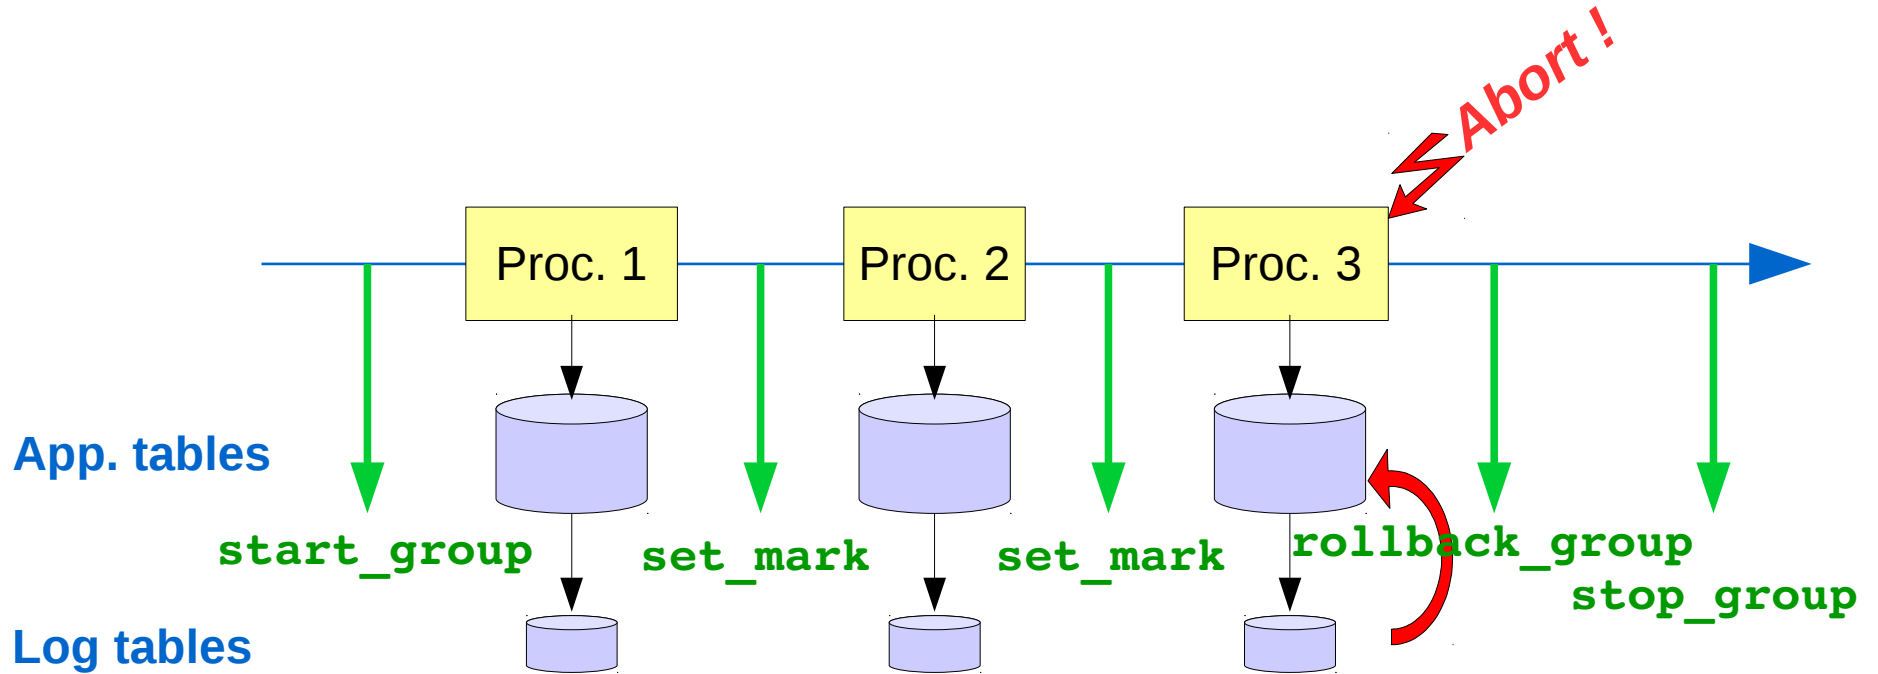 Abort !
Proc. 1
Proc. 2
Proc. 3
App. tables
start_group
set_mark
set_mark
rollback_group
stop_group
Log tables